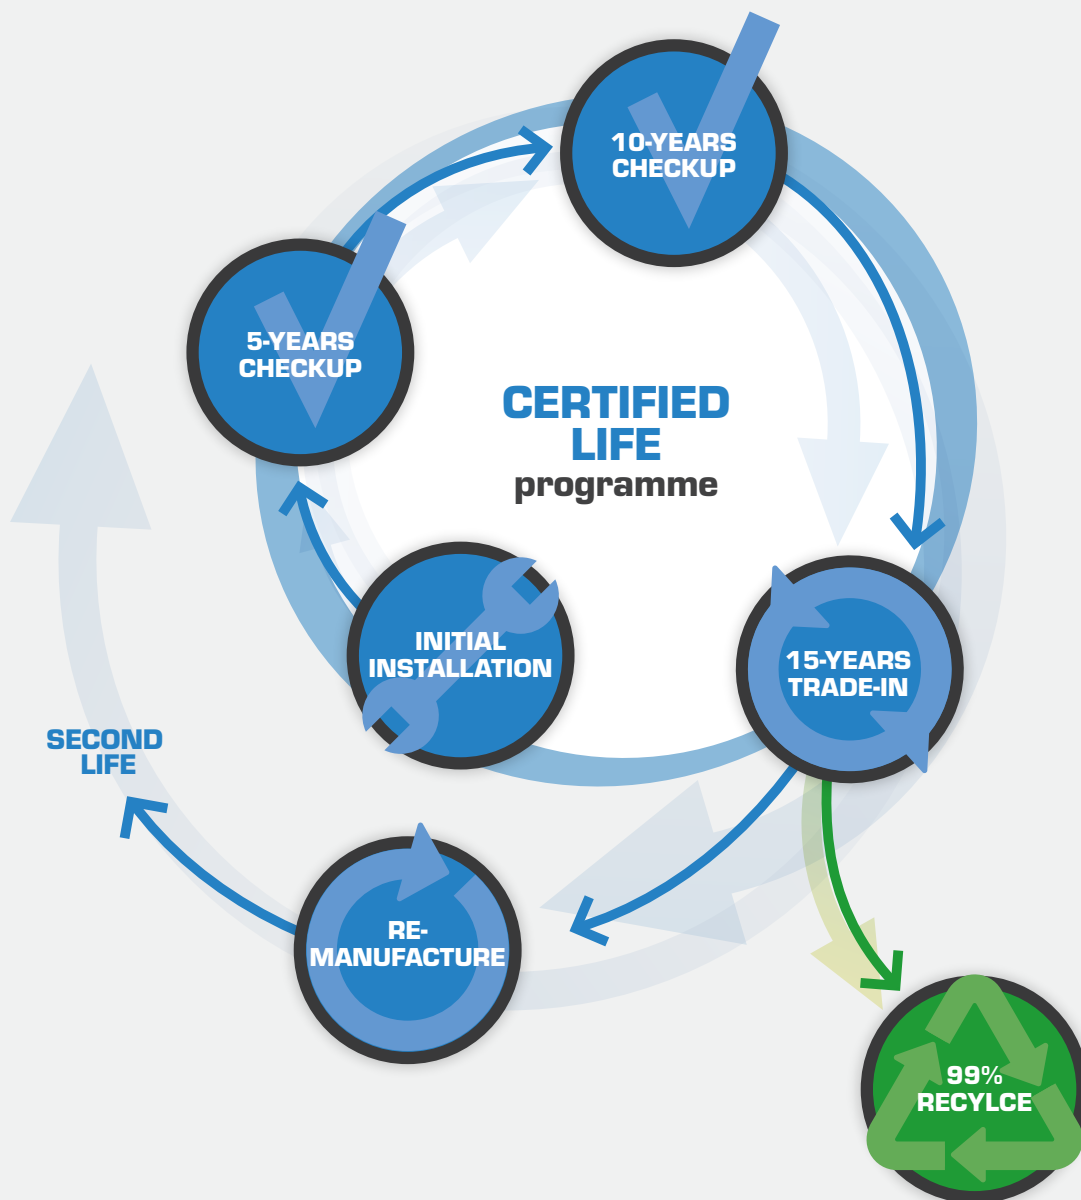 10-YEARS
CHECKUP
5-YEARS
CHECKUP
CERTIFIED
LIFE
programme
INITIAL
INSTALLATION
15-YEARS
TRADE-IN
SECOND
LIFE
RE-
MANUFACTURE
99%
RECYLCE